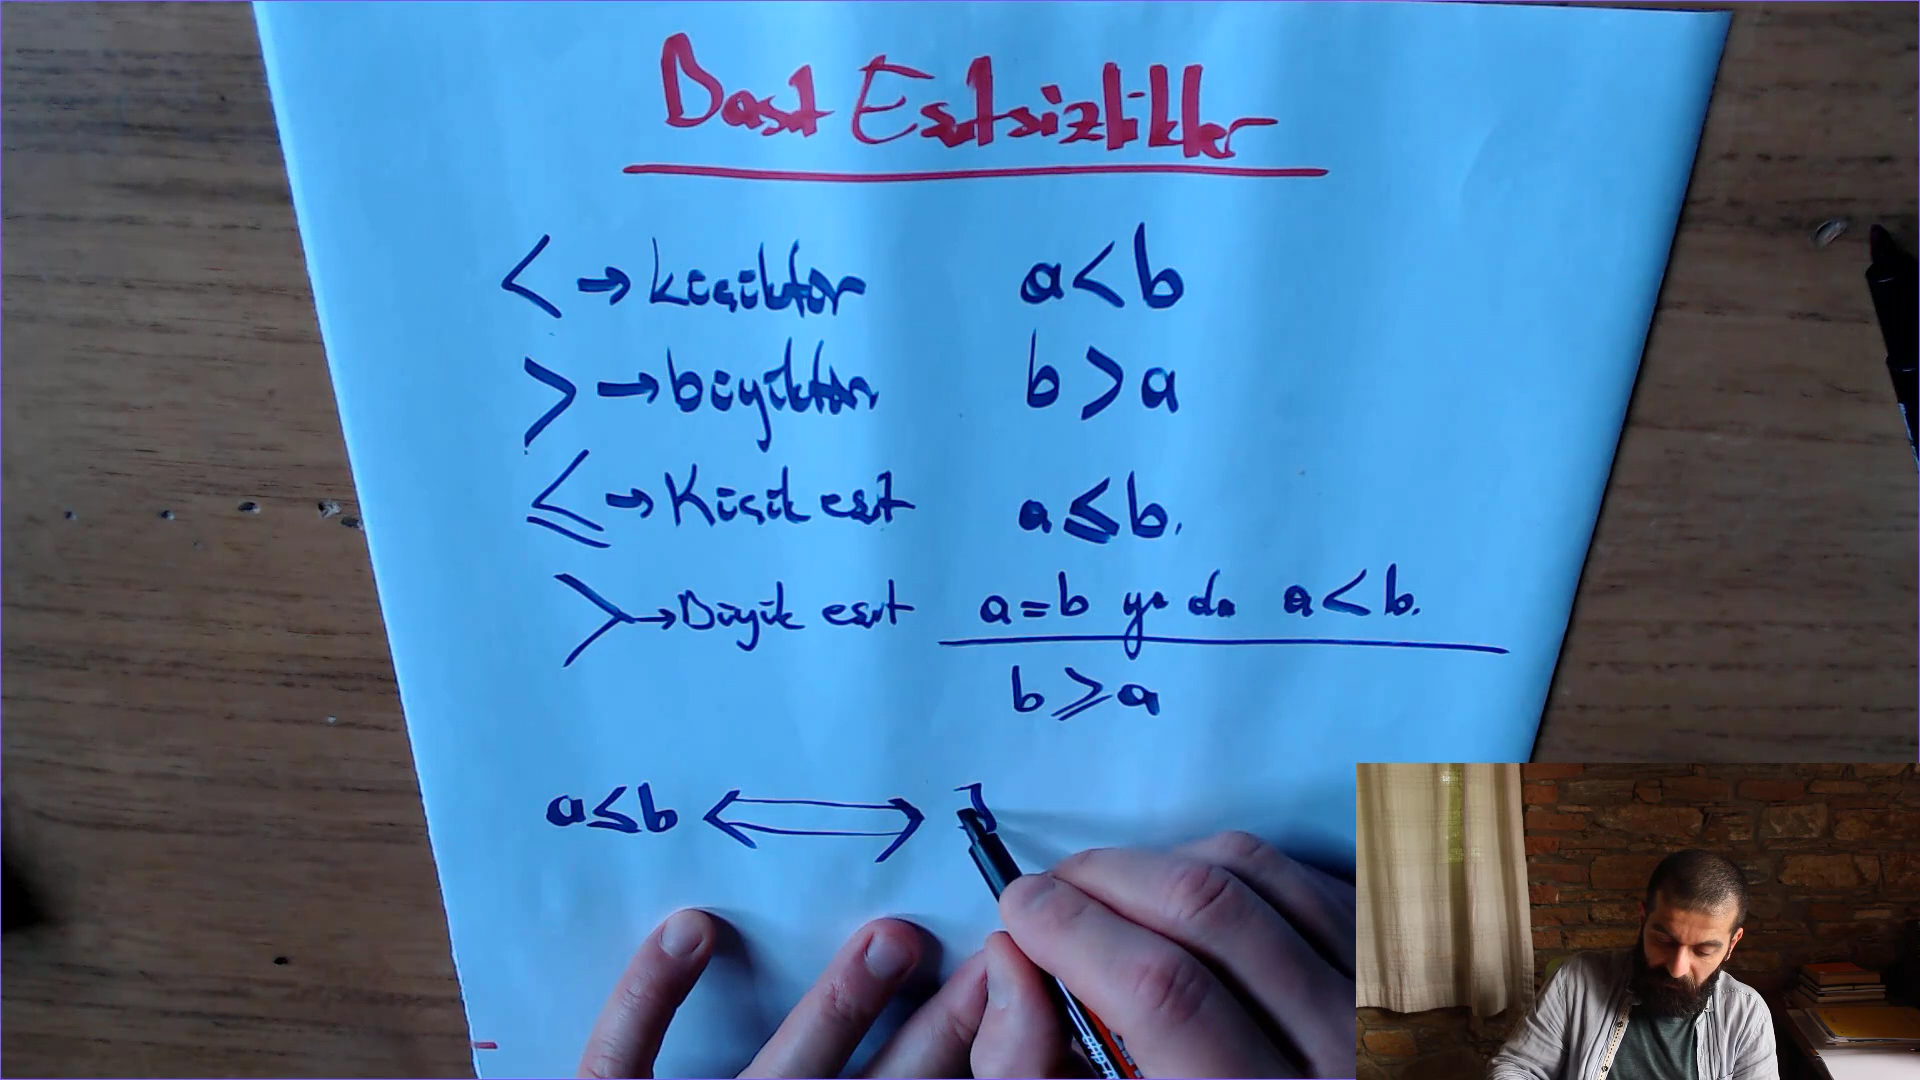 Basit Eşitsizlikler
< → küçüktür a < b
> → büyüktür b > a
≤ → Küçük eşit a ≤ b.
> → Büyük eşit a = b ya da a < b.
b ≥ a
a ≤ b ⟺